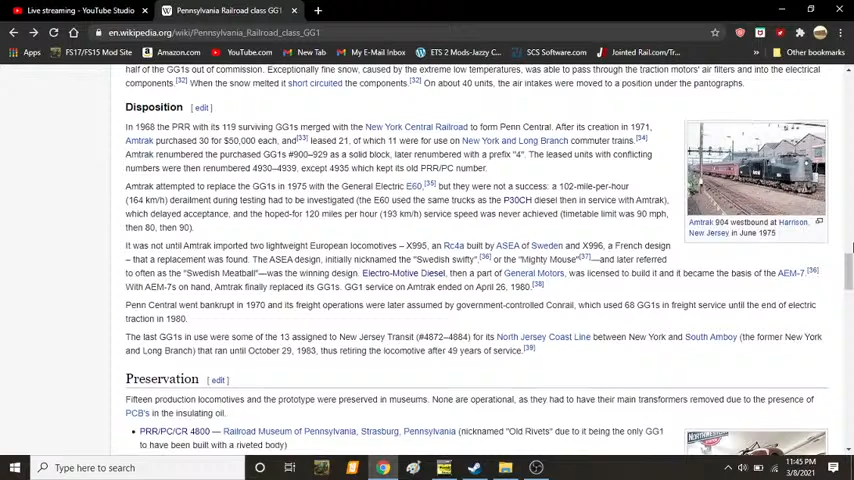 Live streaming - YouTube Studio
Pennsylvania Railroad class GG1
en.wikipedia.org/wiki/Pennsylvania_Railroad_class_GG1
Apps FS17/FS15 Mod Site Amazon.com YouTube.com New Tab My E-mail Inbox ETS 2 Mods-Jazzy C... SCS Software.com Jointed Rail.com/Tr... Other bookmarks
half of the GG1s out of commission. Exceptionally fine snow, caused by the extreme low temperatures, was able to pass through the traction motors' air filters and into the electrical
components.[32] When the snow melted it short circuited the components.[32] On about 40 units, the air intakes were moved to a position under the pantographs.
Disposition [ edit ]
In 1968 the PRR with its 119 surviving GG1s merged with the New York Central Railroad to form Penn Central. After its creation in 1971,
Amtrak purchased 30 for $50,000 each, and[33] leased 21, of which 11 were for use on New York and Long Branch commuter trains.[34]
Amtrak renumbered the purchased GG1s #900–929 as a solid block, later renumbered with a prefix "4". The leased units with conflicting
numbers were then renumbered 4930–4939, except 4935 which kept its old PRR/PC number.
Amtrak attempted to replace the GG1s in 1975 with the General Electric E60,[35] but they were not a success: a 102-mile-per-hour
(164 km/h) derailment during testing had to be investigated (the E60 used the same trucks as the P30CH diesel then in service with Amtrak),
which delayed acceptance, and the hoped-for 120 miles per hour (193 km/h) service speed was never achieved (timetable limit was 90 mph,
then 80, then 90).
Amtrak 904 westbound at Harrison,
New Jersey in June 1975
It was not until Amtrak imported two lightweight European locomotives – X995, an Rc4a built by ASEA of Sweden and X996, a French design
– that a replacement was found. The ASEA design, initially nicknamed the "Swedish swifty",[36] or the "Mighty Mouse"[37]—and later referred
to often as the "Swedish Meatball"—was the winning design. Electro-Motive Diesel, then a part of General Motors, was licensed to build it and it became the basis of the AEM-7.[36]
With AEM-7s on hand, Amtrak finally replaced its GG1s. GG1 service on Amtrak ended on April 26, 1980.[38]
Penn Central went bankrupt in 1970 and its freight operations were later assumed by government-controlled Conrail, which used 68 GG1s in freight service until the end of electric
traction in 1980.
The last GG1s in use were some of the 13 assigned to New Jersey Transit (#4872–4884) for its North Jersey Coast Line between New York and South Amboy (the former New York
and Long Branch) that ran until October 29, 1983, thus retiring the locomotive after 49 years of service.[39]
Preservation [ edit ]
Fifteen production locomotives and the prototype were preserved in museums. None are operational, as they had to have their main transformers removed due to the presence of
PCB's in the insulating oil.
• PRR/PC/CR 4800 — Railroad Museum of Pennsylvania, Strasburg, Pennsylvania (nicknamed "Old Rivets" due to it being the only GG1
to have been built with a riveted body)
Type here to search
11:45 PM
3/8/2021